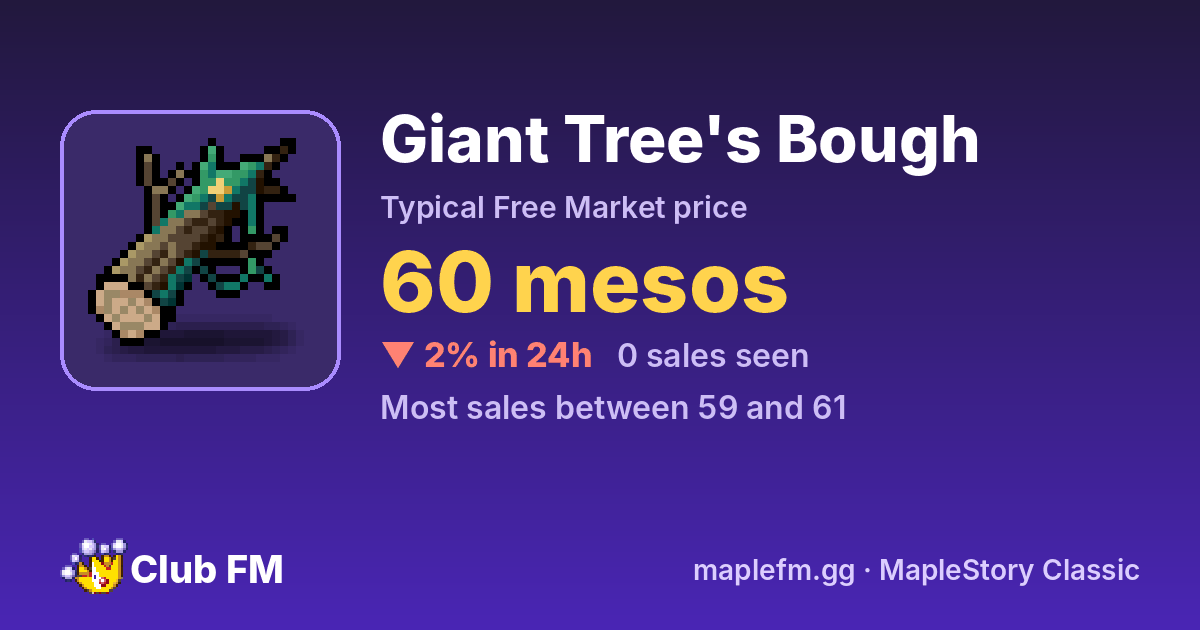 Giant Tree's Bough
Typical Free Market price
60 mesos
▼ 2% in 24h 0 sales seen
Most sales between 59 and 61
Club FM
maplefm.gg · MapleStory Classic